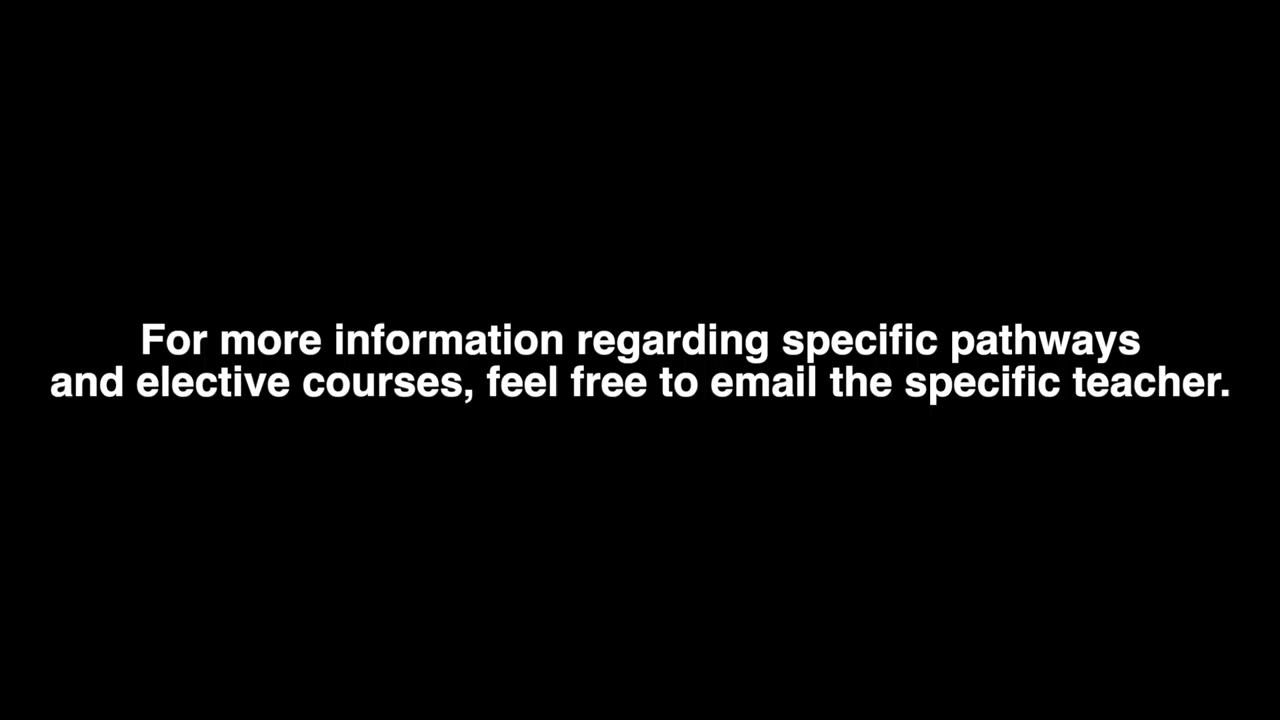 For more information regarding specific pathways
and elective courses, feel free to email the specific teacher.